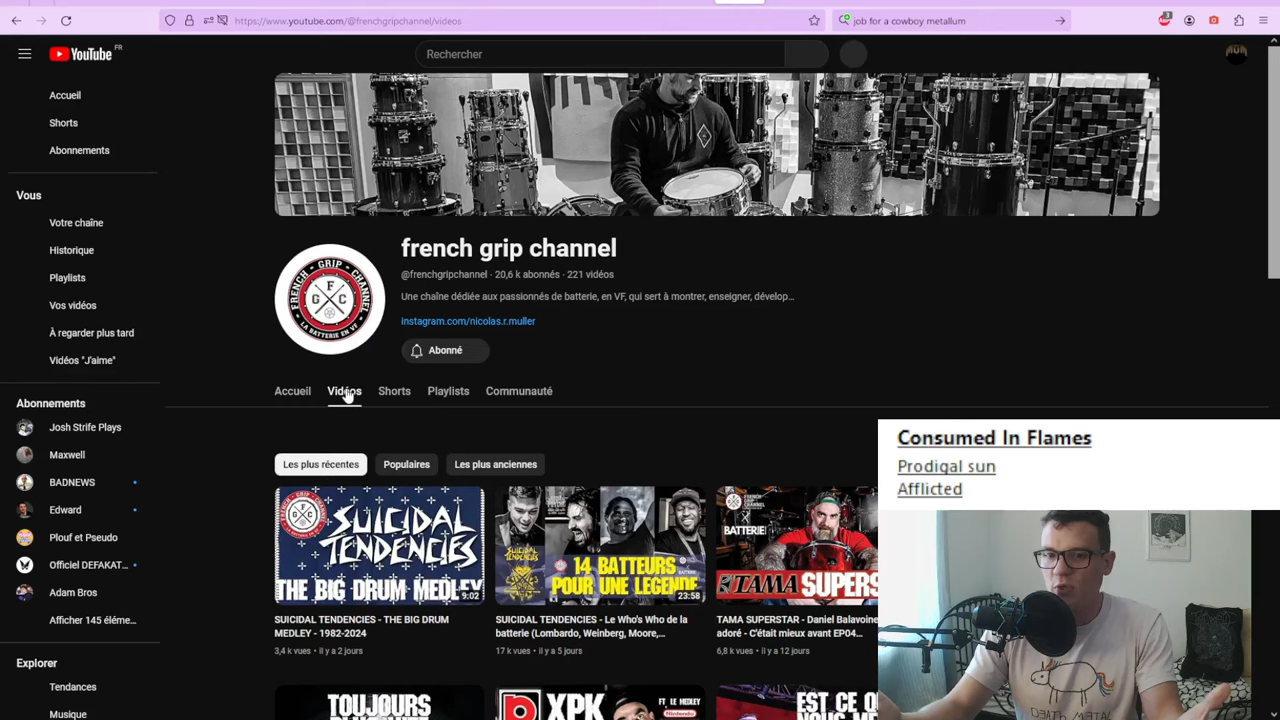 https://www.youtube.com/@frenchgripchannel/videos
job for a cowboy metallum
3
YouTube FR
Rechercher
Accueil
Shorts
Abonnements
Vous
Votre chaîne
Historique
Playlists
Vos vidéos
À regarder plus tard
Vidéos "J'aime"
Abonnements
Josh Strife Plays
Maxwell
BADNEWS
Edward
Plouf et Pseudo
Officiel DEFAKAT...
Adam Bros
Afficher 145 éléme...
Explorer
Tendances
Musique
FRENCH · GRIP · CHANNEL
F
G C
LA BATTERIE EN VF
french grip channel
@frenchgripchannel · 20,6 k abonnés · 221 vidéos
Une chaîne dédiée aux passionnés de batterie, en VF, qui sert à montrer, enseigner, dévelop...
instagram.com/nicolas.r.muller
Abonné
Accueil
Vidéos
Shorts
Playlists
Communauté
Les plus récentes
Populaires
Les plus anciennes
SUICIDAL
TENDENCIES
THE BIG DRUM MEDLEY
9:02
SUICIDAL TENDENCIES - THE BIG DRUM
MEDLEY - 1982-2024
3,4 k vues · il y a 2 jours
14 BATTEURS
POUR UNE LEGENDE
23:58
SUICIDAL TENDENCIES - Le Who's Who de la
batterie (Lombardo, Weinberg, Moore,...
17 k vues · il y a 5 jours
BATTERIE
TAMA SUPERS
TAMA SUPERSTAR - Daniel Balavoine
adoré - C'était mieux avant EP04...
6,8 k vues · il y a 12 jours
TOUJOURS
XPK
FT LE MEDLEY
Nintendo
EST CE
Consumed In Flames
Prodigal sun
Afflicted